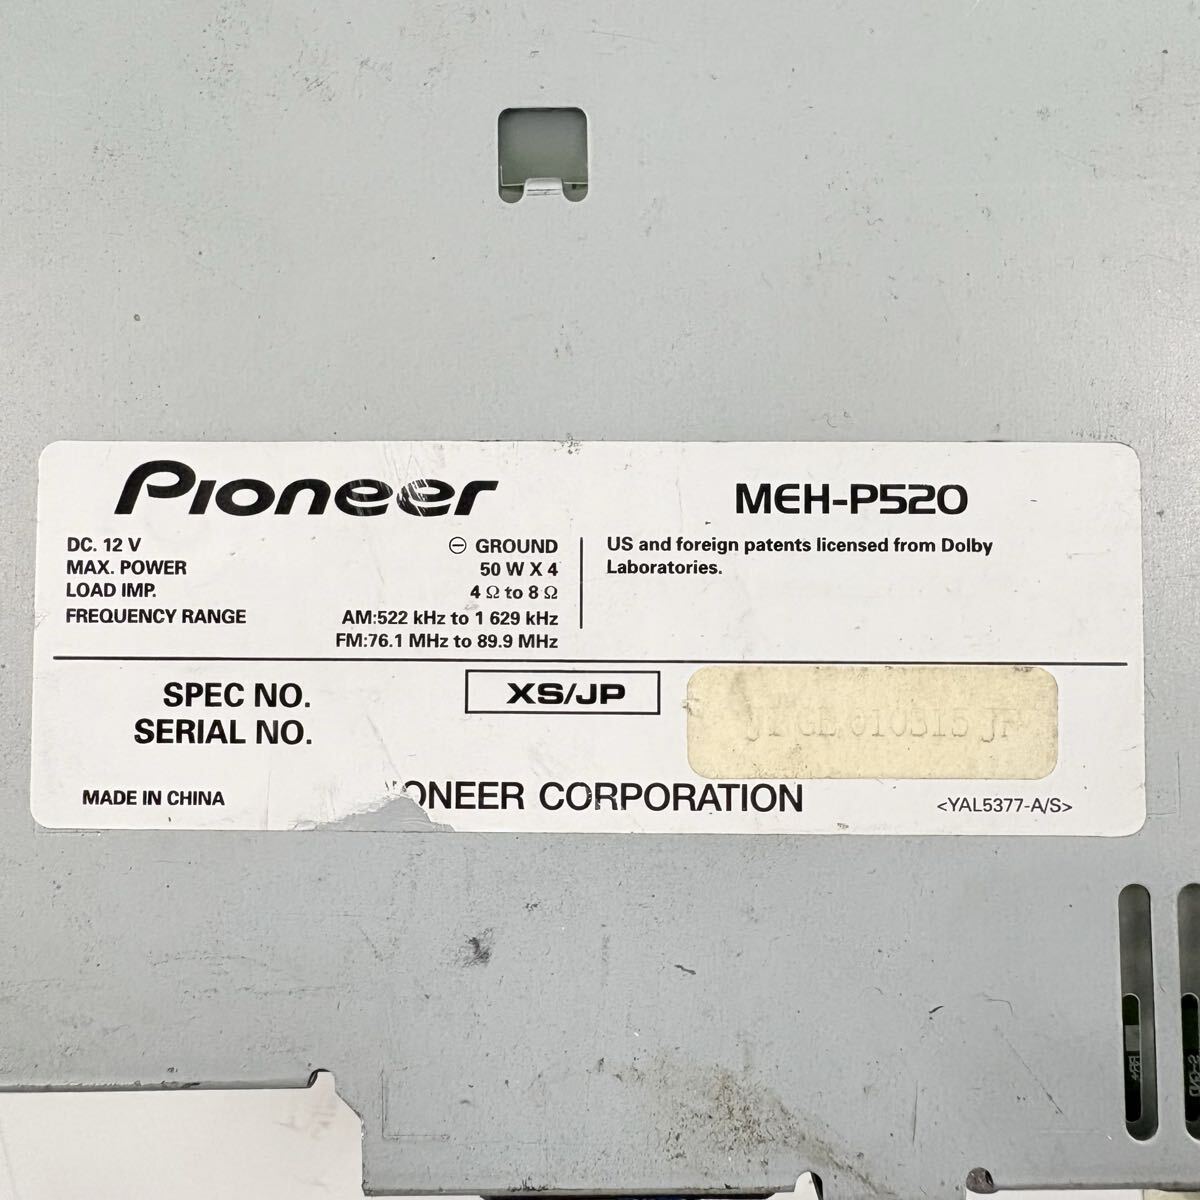 Pioneer
MEH-P520
DC. 12 V
⊖ GROUND
MAX. POWER
50 W X 4
LOAD IMP.
4 Ω to 8 Ω
FREQUENCY RANGE
AM:522 kHz to 1 629 kHz
FM:76.1 MHz to 89.9 MHz
US and foreign patents licensed from Dolby
Laboratories.
SPEC NO.
XS/JP
SERIAL NO.
MADE IN CHINA
ONEER CORPORATION
<YAL5377-A/S>